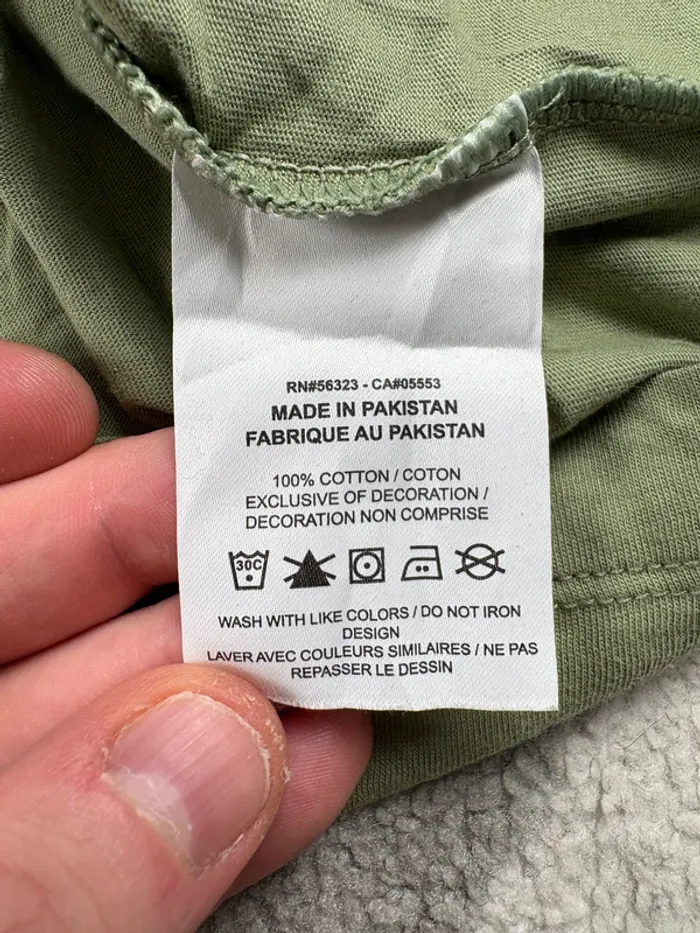 RN#56323 - CA#05553
MADE IN PAKISTAN
FABRIQUE AU PAKISTAN
100% COTTON / COTON
EXCLUSIVE OF DECORATION /
DECORATION NON COMPRISE
30C
WASH WITH LIKE COLORS / DO NOT IRON
DESIGN
LAVER AVEC COULEURS SIMILAIRES / NE PAS
REPASSER LE DESSIN